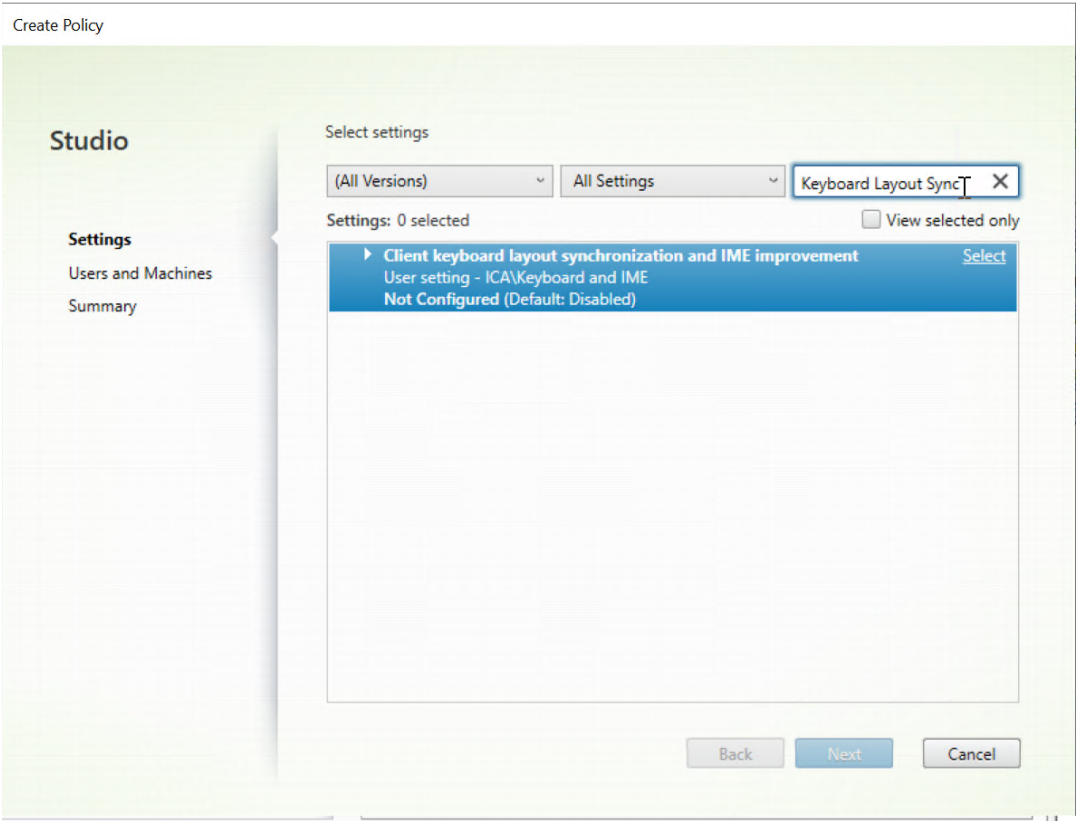 Create Policy
Studio
Settings
Users and Machines
Summary
Select settings
(All Versions)
All Settings
Keyboard Layout Sync
Settings: 0 selected
View selected only
Client keyboard layout synchronization and IME improvement
Select
User setting - ICA\Keyboard and IME
Not Configured (Default: Disabled)
Back
Next
Cancel